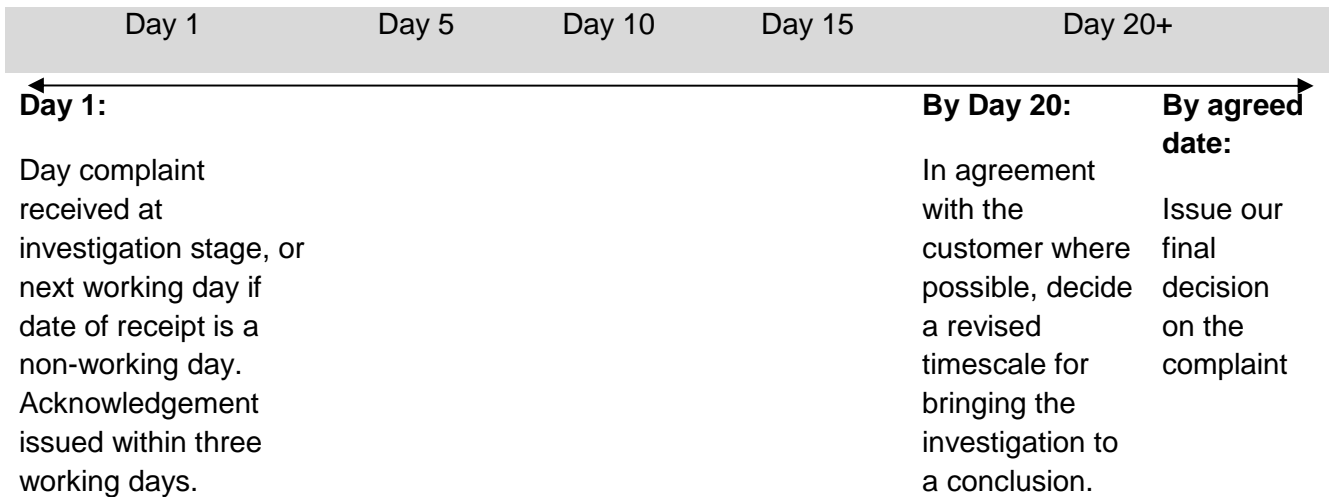 Day 1 Day 5 Day 10 Day 15 Day 20+
Day 1:
Day complaint
received at
investigation stage, or
next working day if
date of receipt is a
non-working day.
Acknowledgement
issued within three
working days.
By Day 20:
In agreement
with the
customer where
possible, decide
a revised
timescale for
bringing the
investigation to
a conclusion.
By agreed
date:
Issue our
final
decision
on the
complaint